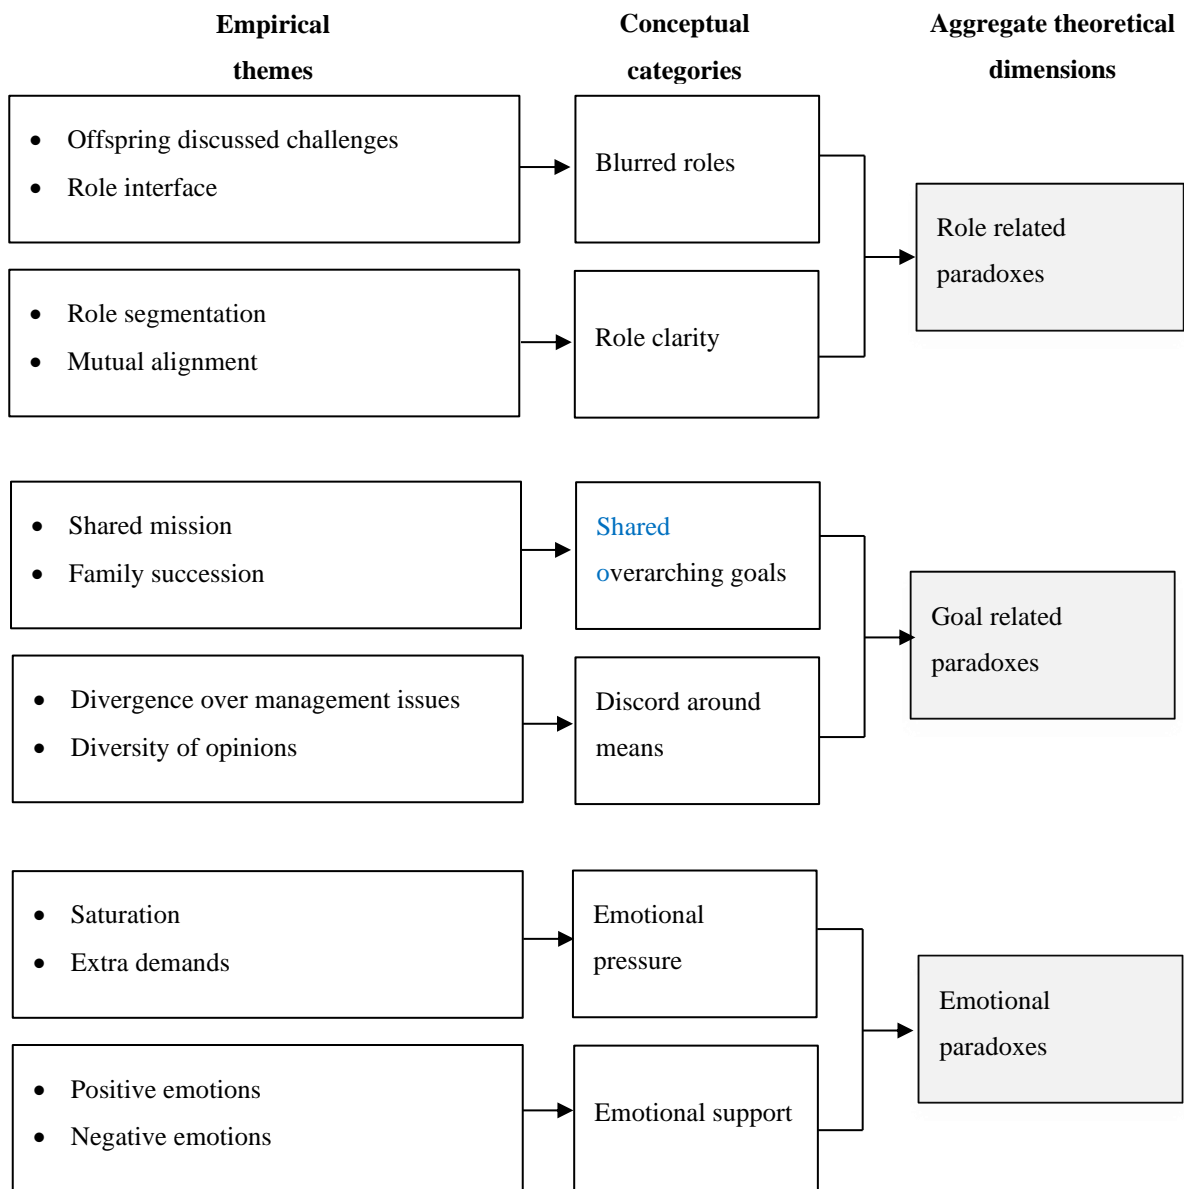 Empirical
themes
Conceptual
categories
Aggregate theoretical
dimensions
• Offspring discussed challenges
• Role interface
Blurred roles
• Role segmentation
• Mutual alignment
Role clarity
Role related
paradoxes
• Shared mission
• Family succession
Shared
overarching goals
• Divergence over management issues
• Diversity of opinions
Discord around
means
Goal related
paradoxes
• Saturation
• Extra demands
Emotional
pressure
• Positive emotions
• Negative emotions
Emotional support
Emotional
paradoxes